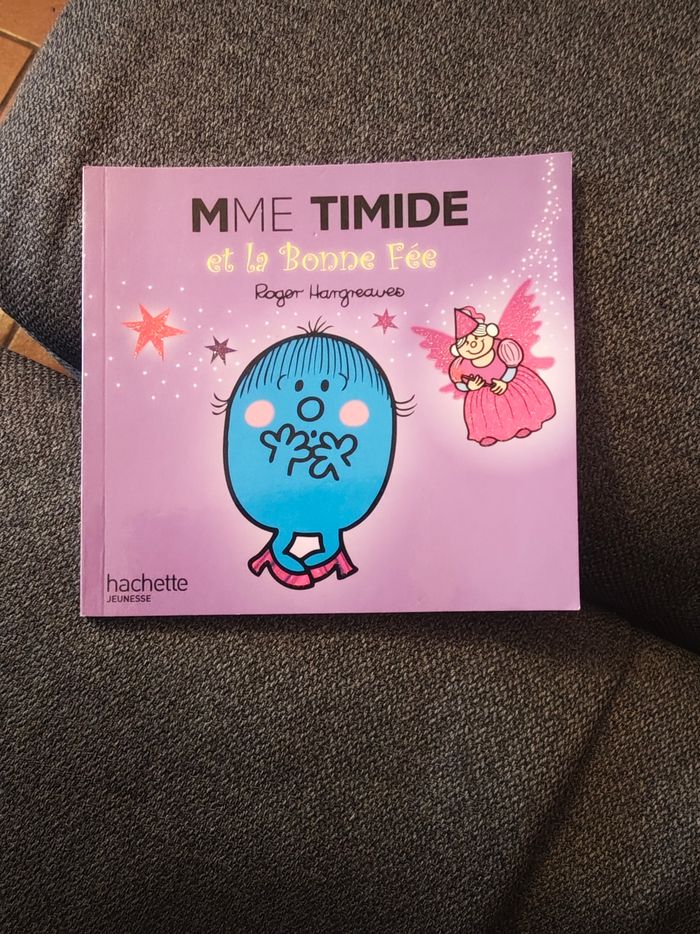 MME TIMIDE
et la Bonne Fée
Roger Hargreaves
hachette
JEUNESSE